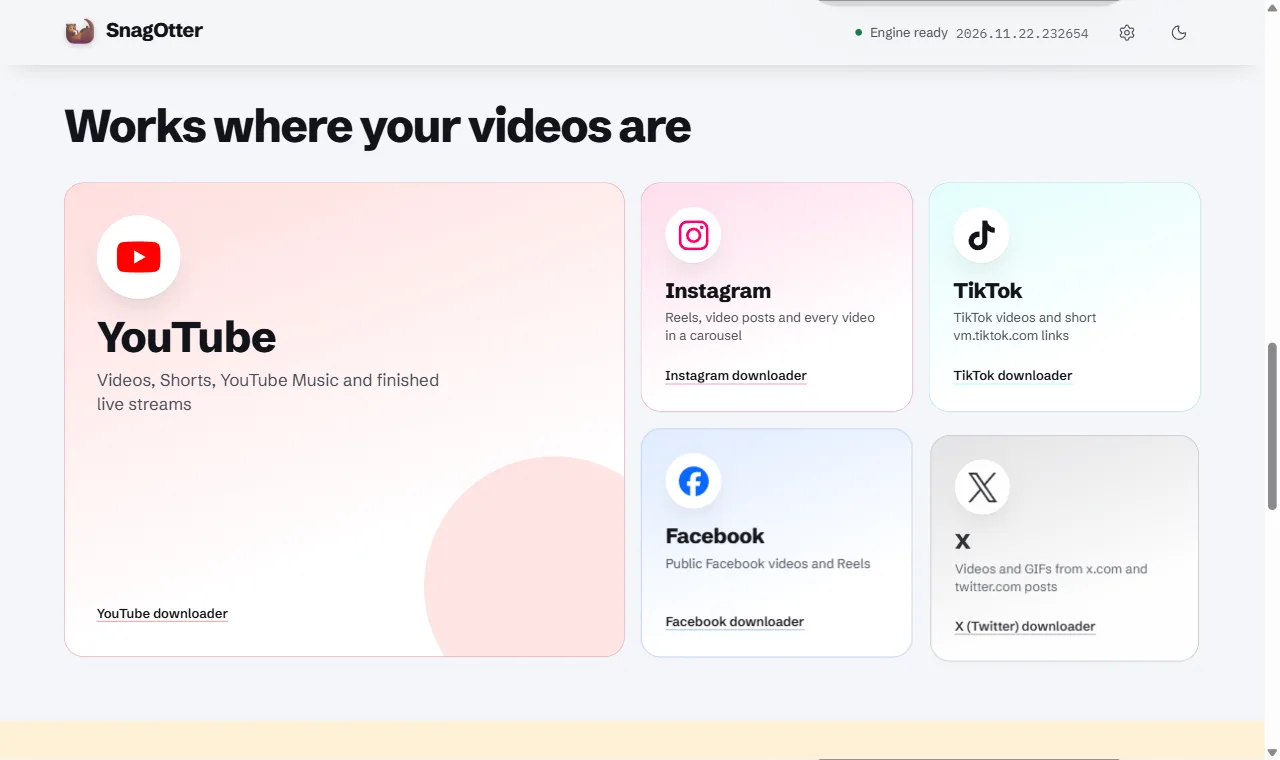 SnagOtter
Engine ready 2026.11.22.232654
Works where your videos are
YouTube
Videos, Shorts, YouTube Music and finished
live streams
YouTube downloader
Instagram
Reels, video posts and every video
in a carousel
Instagram downloader
TikTok
TikTok videos and short
vm.tiktok.com links
TikTok downloader
Facebook
Public Facebook videos and Reels
Facebook downloader
X
Videos and GIFs from x.com and
twitter.com posts
X (Twitter) downloader